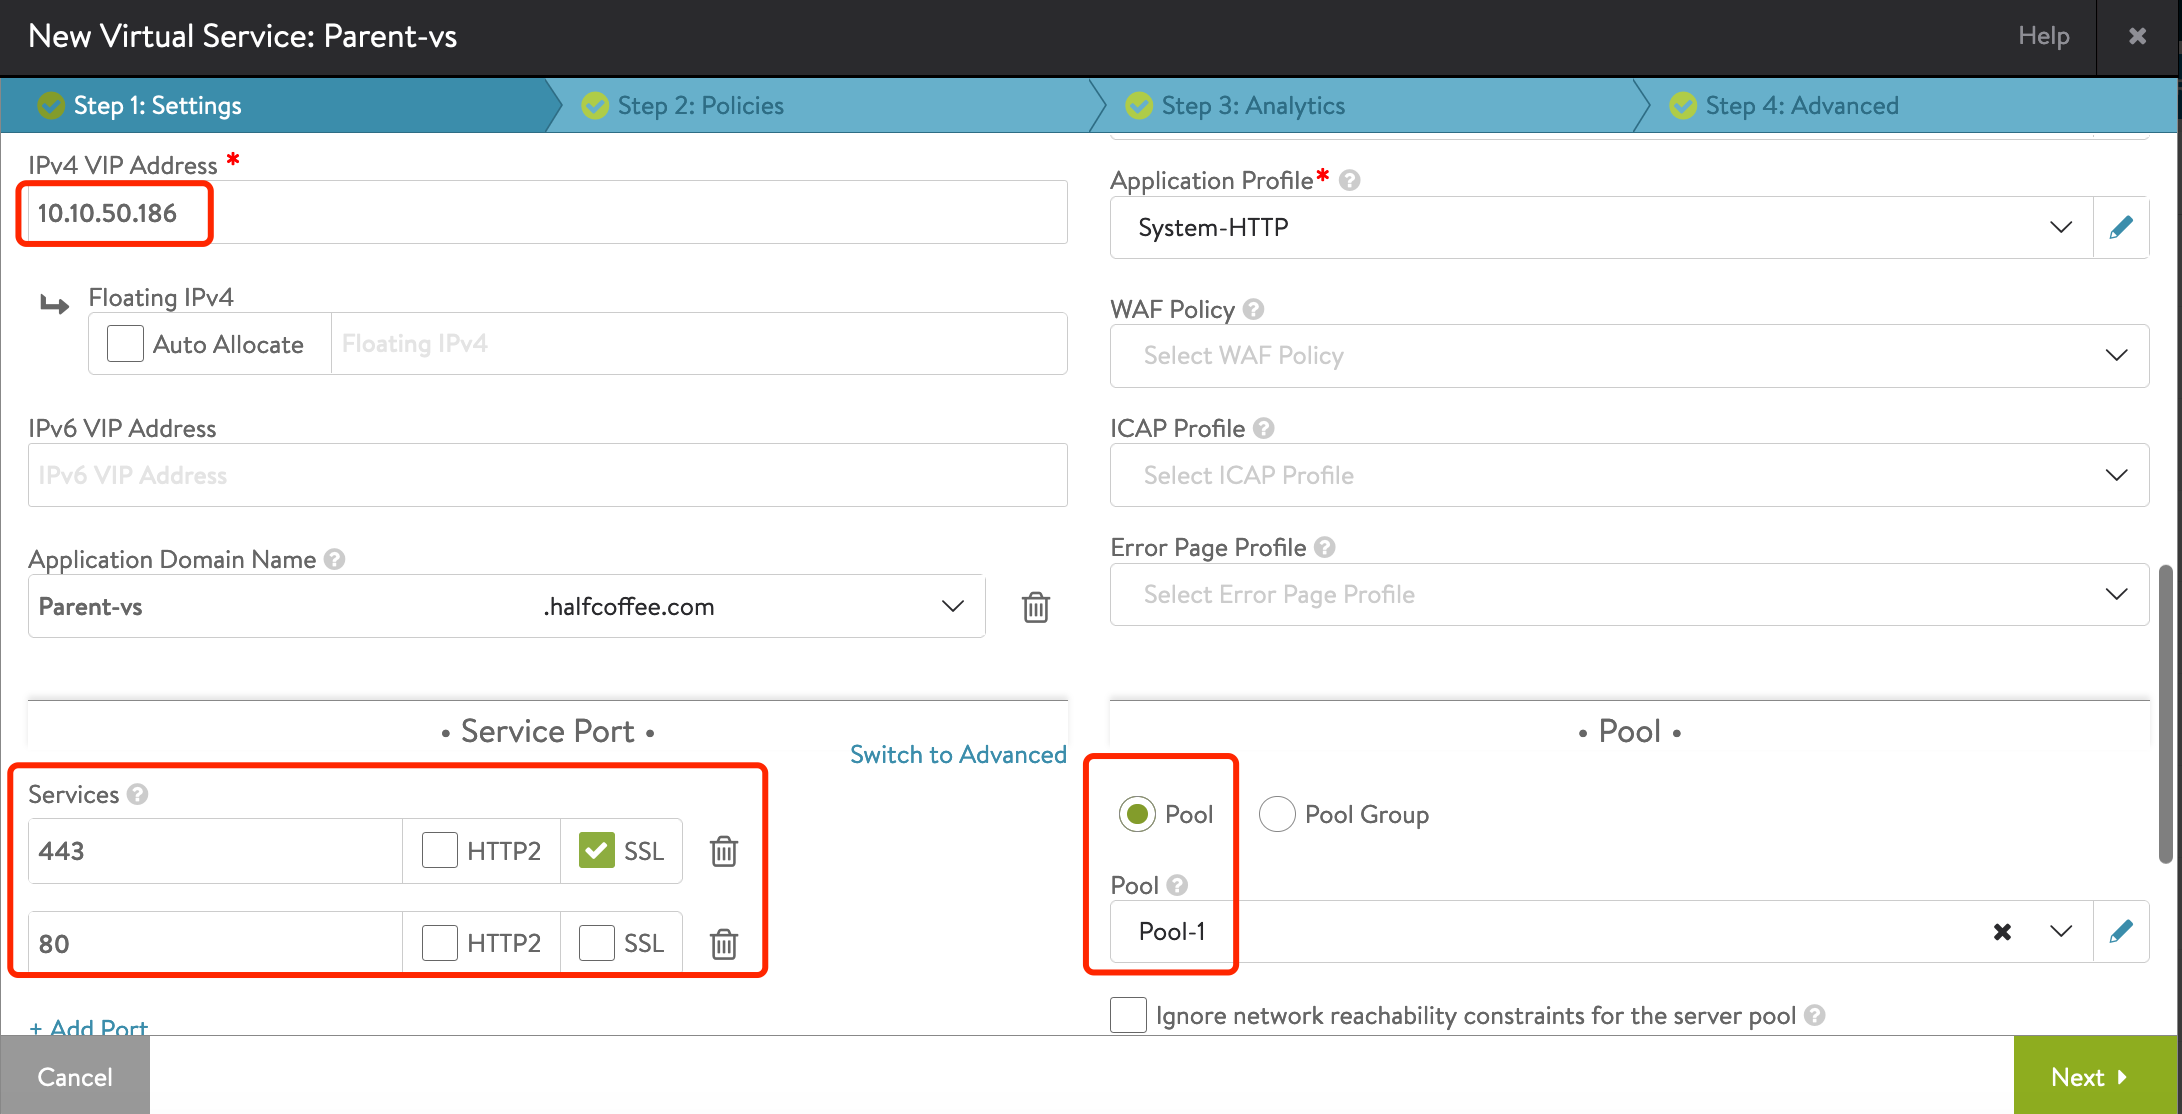 New Virtual Service: Parent-vs
Help
Step 1: Settings
Step 2: Policies
Step 3: Analytics
Step 4: Advanced
IPv4 VIP Address *
10.10.50.186
Floating IPv4
Auto Allocate
Floating IPv4
IPv6 VIP Address
IPv6 VIP Address
Application Domain Name ?
Parent-vs
.halfcoffee.com
• Service Port •
Switch to Advanced
Services ?
443
HTTP2
SSL
80
HTTP2
SSL
+ Add Port
Application Profile* ?
System-HTTP
WAF Policy ?
Select WAF Policy
ICAP Profile ?
Select ICAP Profile
Error Page Profile ?
Select Error Page Profile
• Pool •
Pool
Pool Group
Pool ?
Pool-1
Ignore network reachability constraints for the server pool ?
Cancel
Next